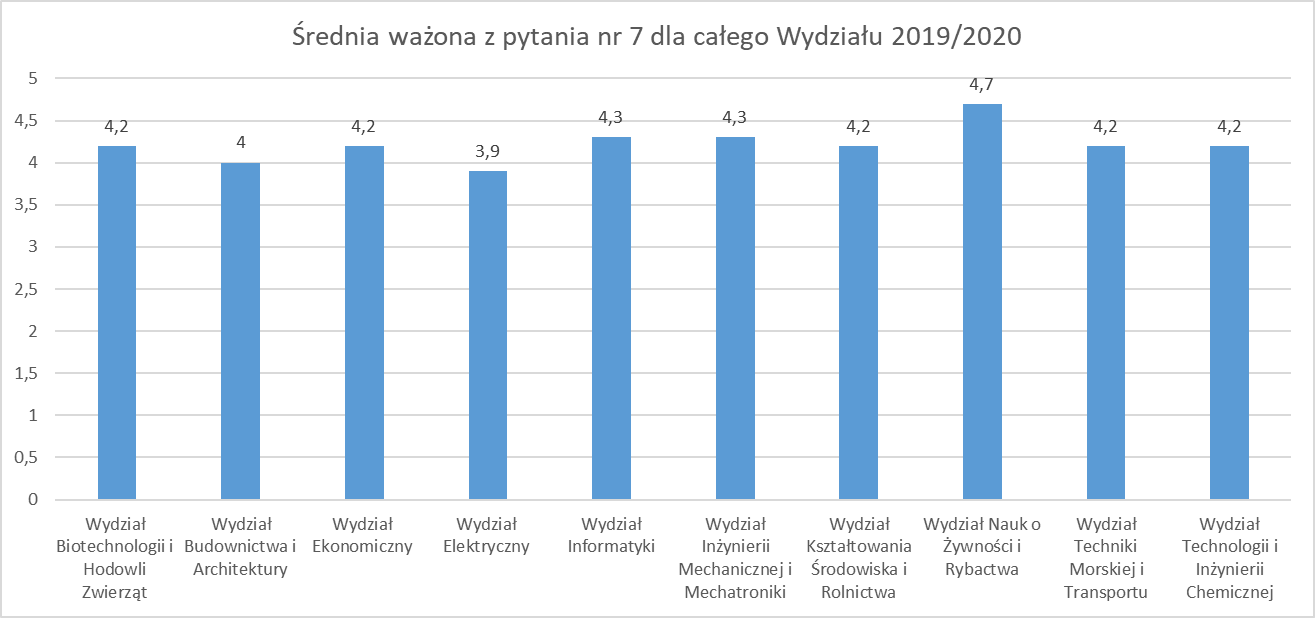 Średnia ważona z pytania nr 7 dla całego Wydziału 2019/2020
5
4,5
4
3,5
3
2,5
2
1,5
1
0,5
0
4,2
4
4,2
3,9
4,3
4,3
4,2
4,7
4,2
4,2
Wydział
Biotechnologii i
Hodowli
Zwierząt
Wydział
Budownictwa i
Architektury
Wydział
Ekonomiczny
Wydział
Elektryczny
Wydział
Informatyki
Wydział
Inżynierii
Mechanicznej i
Mechatroniki
Wydział
Kształtowania
Środowiska i
Rolnictwa
Wydział Nauk o
Żywności i
Rybactwa
Wydział
Techniki
Morskiej i
Transportu
Wydział
Technologii i
Inżynierii
Chemicznej